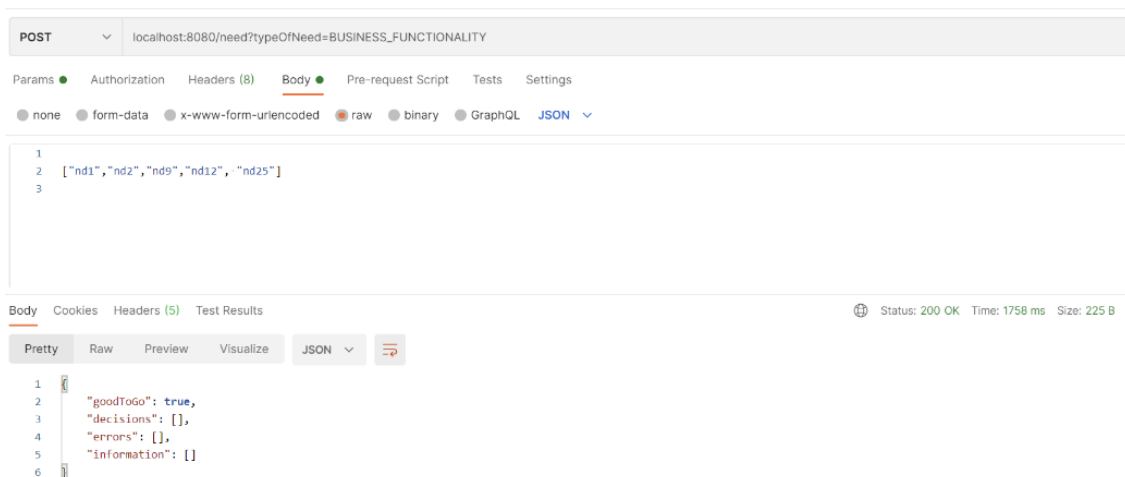 POST localhost:8080/need?typeOfNeed=BUSINESS_FUNCTIONALITY
Params Authorization Headers (8) Body Pre-request Script Tests Settings
none form-data x-www-form-urlencoded raw binary GraphQL JSON
1
2 ["nd1","nd2","nd9","nd12", "nd25"]
3
Body Cookies Headers (5) Test Results Status: 200 OK Time: 1758 ms Size: 225 B
Pretty Raw Preview Visualize JSON
1 {
2 "goodToGo": true,
3 "decisions": [],
4 "errors": [],
5 "information": []
6 }